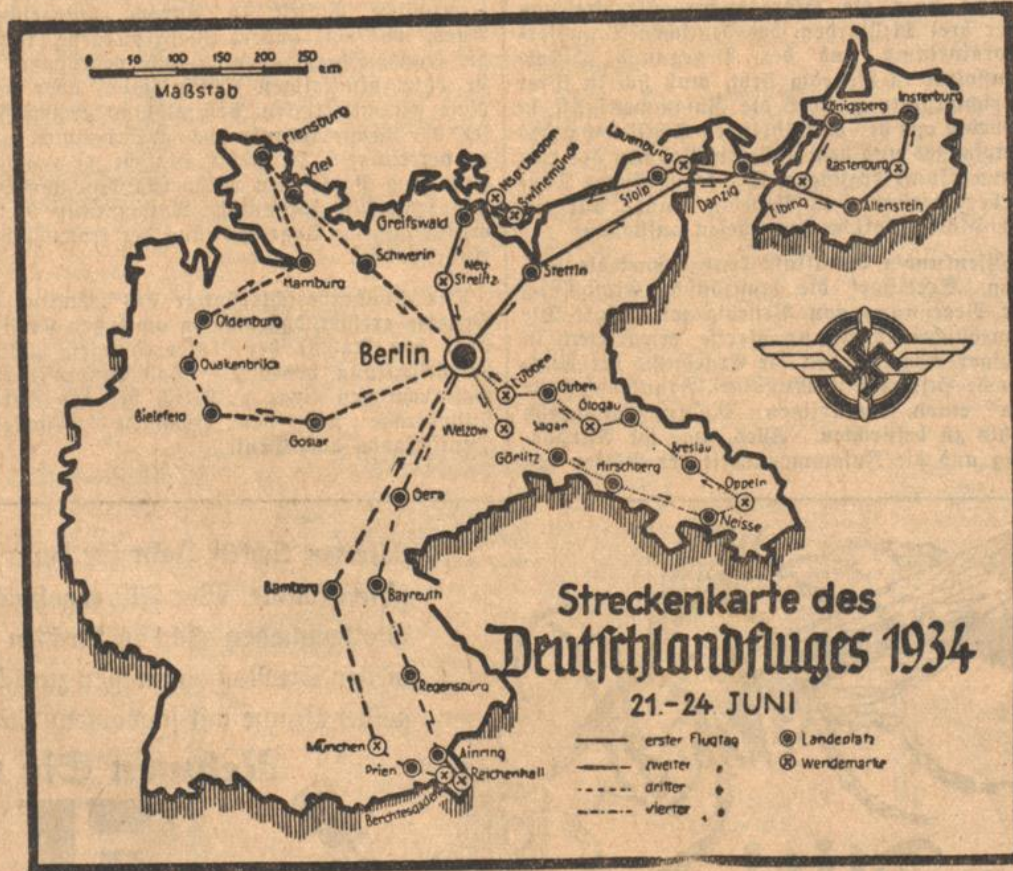 0 50 100 150 200 250 km
Maßstab
Flensburg
Kiel
Hamburg
Schwerin
Greifswald
Neu-
Strelitz
Insp. Usedom
Swinemünde
Stettin
Stolp
Lauenburg
Danzig
Elbing
Königsberg
Insterburg
Rastenburg
Allenstein
Oldenburg
Quakenbrück
Bielefeld
Goslar
Berlin
Lübben
Guben
Sagan
Glogau
Breslau
Oppeln
Neisse
Hirschberg
Görlitz
Welzow
Gera
Bamberg
Bayreuth
Regensburg
München
Prien
Ainring
Reichenhall
Berchtesgaden
Streckenkarte des
Deutschlandfluges 1934
21.-24. JUNI
erster Flugtag
zweiter "
dritter "
vierter "
Landeplatz
Wendemarke